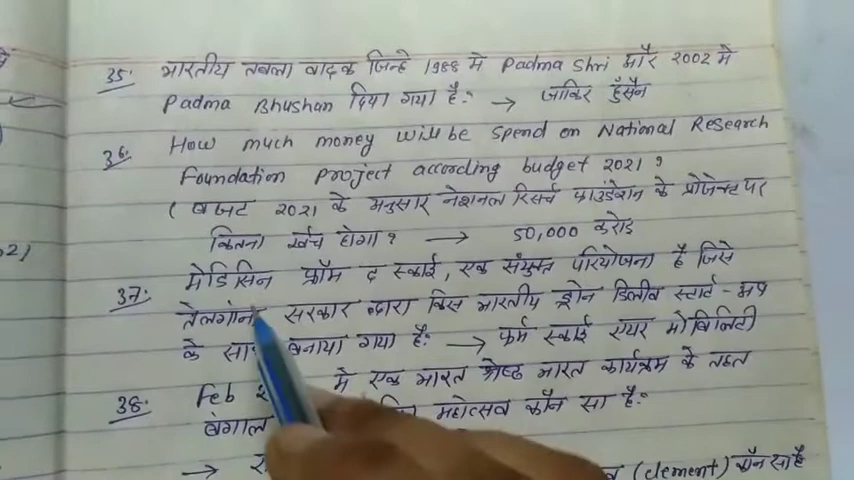 35. भारतीय तबला वादक जिन्हे 1988 मे Padma Shri और 2002 मे
Padma Bhushan दिया गया है? → जाकिर हुसैन
36. How much money will be spend on National Research
Foundation project according budget 2021 ?
( बजट 2021 के अनुसार नेशनल रिसर्च फाउंडेशन के प्रोजेक्ट पर
कितना खर्च होगा ? → 50,000 करोड
37. मेडिसिन फ्रॉम द स्काई, एक संयुक्त परियोजना है जिसे
तेलगांना सरकार द्वारा किस भारतीय ड्रोन डिलीव स्टार्ट-अप
के साथ बनाया गया है? → फर्म स्काई एयर मोबिलिटी
38. Feb मे एक भारत श्रेष्ठ भारत कार्यक्रम के तहत
बंगाल महोत्सव कौन सा है?
→ (element) कौन सा है
02)